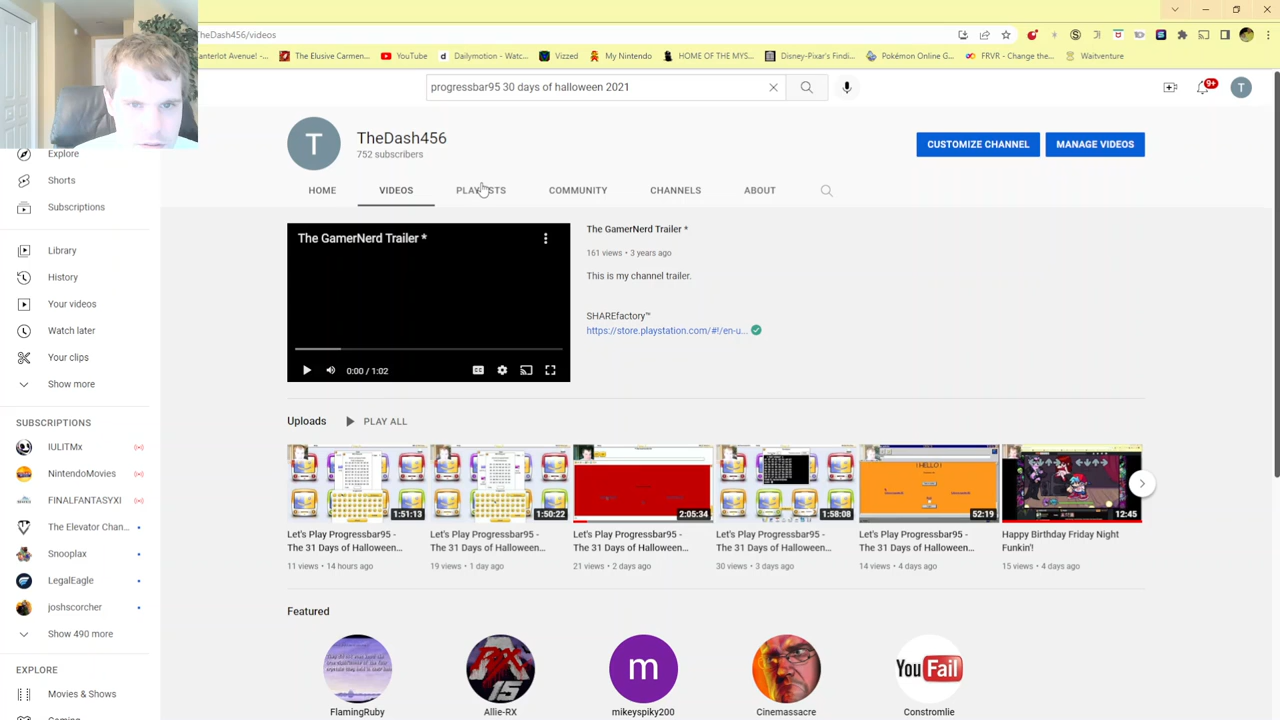 TheDash456/videos
anterlot Avenue! -...
The Elusive Carmen...
YouTube
Dailymotion - Watc...
Vizzed
My Nintendo
HOME OF THE MYS...
Disney-Pixar's Findi...
Pokémon Online G...
FRVR - Change the...
Waitventure
progressbar95 30 days of halloween 2021
9+
T
T
TheDash456
752 subscribers
CUSTOMIZE CHANNEL
MANAGE VIDEOS
HOME
VIDEOS
PLAYLISTS
COMMUNITY
CHANNELS
ABOUT
Explore
Shorts
Subscriptions
Library
History
Your videos
Watch later
Your clips
Show more
SUBSCRIPTIONS
IULITMx
NintendoMovies
FINALFANTASYXI
The Elevator Chan...
Snooplax
LegalEagle
joshscorcher
Show 490 more
EXPLORE
Movies & Shows
Gaming
The GamerNerd Trailer *
0:00 / 1:02
The GamerNerd Trailer *
161 views • 3 years ago
This is my channel trailer.
SHAREfactory™
https://store.playstation.com/#!/en-u...
Uploads
PLAY ALL
1:51:13
1:50:22
2:05:34
1:58:08
! HELLO !
52:19
12:45
Let's Play Progressbar95 -
The 31 Days of Halloween...
11 views • 14 hours ago
Let's Play Progressbar95 -
The 31 Days of Halloween...
19 views • 1 day ago
Let's Play Progressbar95 -
The 31 Days of Halloween...
21 views • 2 days ago
Let's Play Progressbar95 -
The 31 Days of Halloween...
30 views • 3 days ago
Let's Play Progressbar95 -
The 31 Days of Halloween...
14 views • 4 days ago
Happy Birthday Friday Night
Funkin'!
15 views • 4 days ago
Featured
FlamingRuby
15
Allie-RX
m
mikeyspiky200
Cinemassacre
YouFail
Constromlie